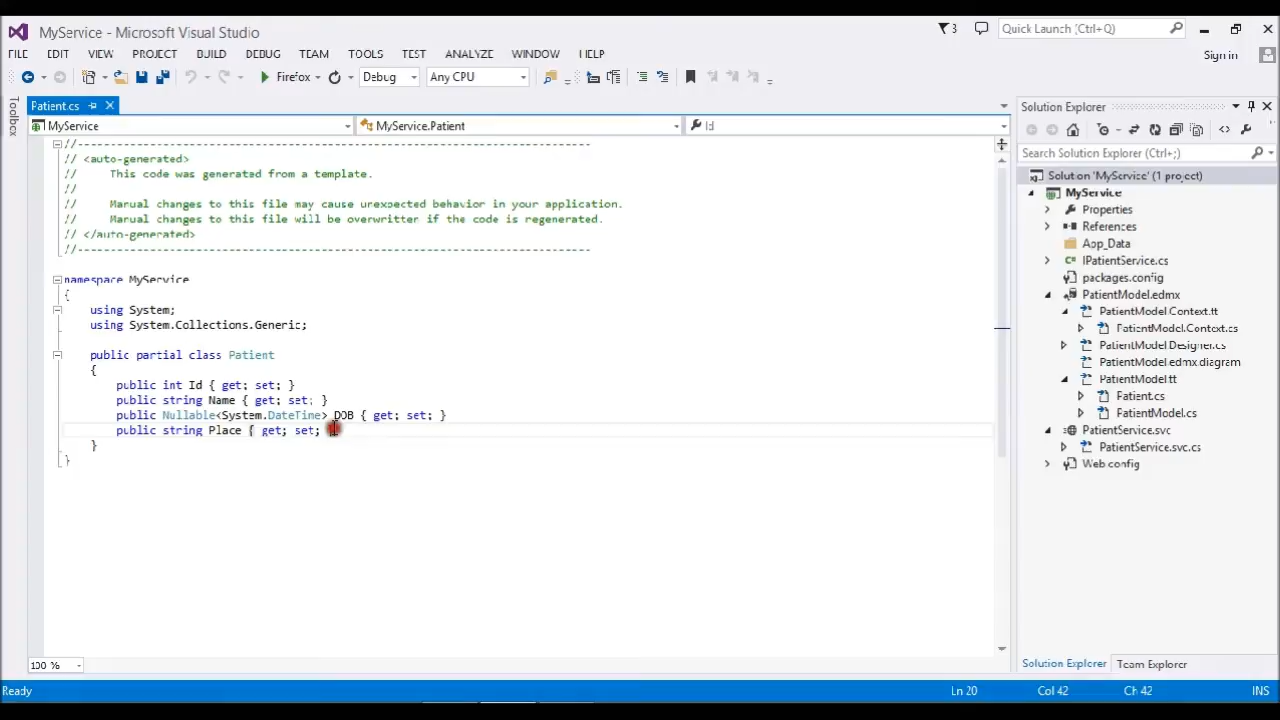 MyService - Microsoft Visual Studio
3
Quick Launch (Ctrl+Q)
FILE EDIT VIEW PROJECT BUILD DEBUG TEAM TOOLS TEST ANALYZE WINDOW HELP
Sign in
Firefox Debug Any CPU
Toolbox
Patient.cs
MyService MyService.Patient Id
//------------------------------------------------------------------------------
// <auto-generated>
// This code was generated from a template.
//
// Manual changes to this file may cause unexpected behavior in your application.
// Manual changes to this file will be overwritter if the code is regenerated.
// </auto-generated>
//------------------------------------------------------------------------------
namespace MyService
{
using System;
using System.Collections.Generic;
public partial class Patient
{
public int Id { get; set; }
public string Name { get; set; }
public Nullable<System.DateTime> DOB { get; set; }
public string Place { get; set;
}
}
100 %
Solution Explorer
Search Solution Explorer (Ctrl+;)
Solution 'MyService' (1 project)
MyService
Properties
References
App_Data
IPatientService.cs
packages.config
PatientModel.edmx
PatientModel.Context.tt
PatientModel.Context.cs
PatientModel.Designer.cs
PatientModel.edmx.diagram
PatientModel.tt
Patient.cs
PatientModel.cs
PatientService.svc
PatientService.svc.cs
Web.config
Solution Explorer Team Explorer
Ready Ln 20 Col 42 Ch 42 INS